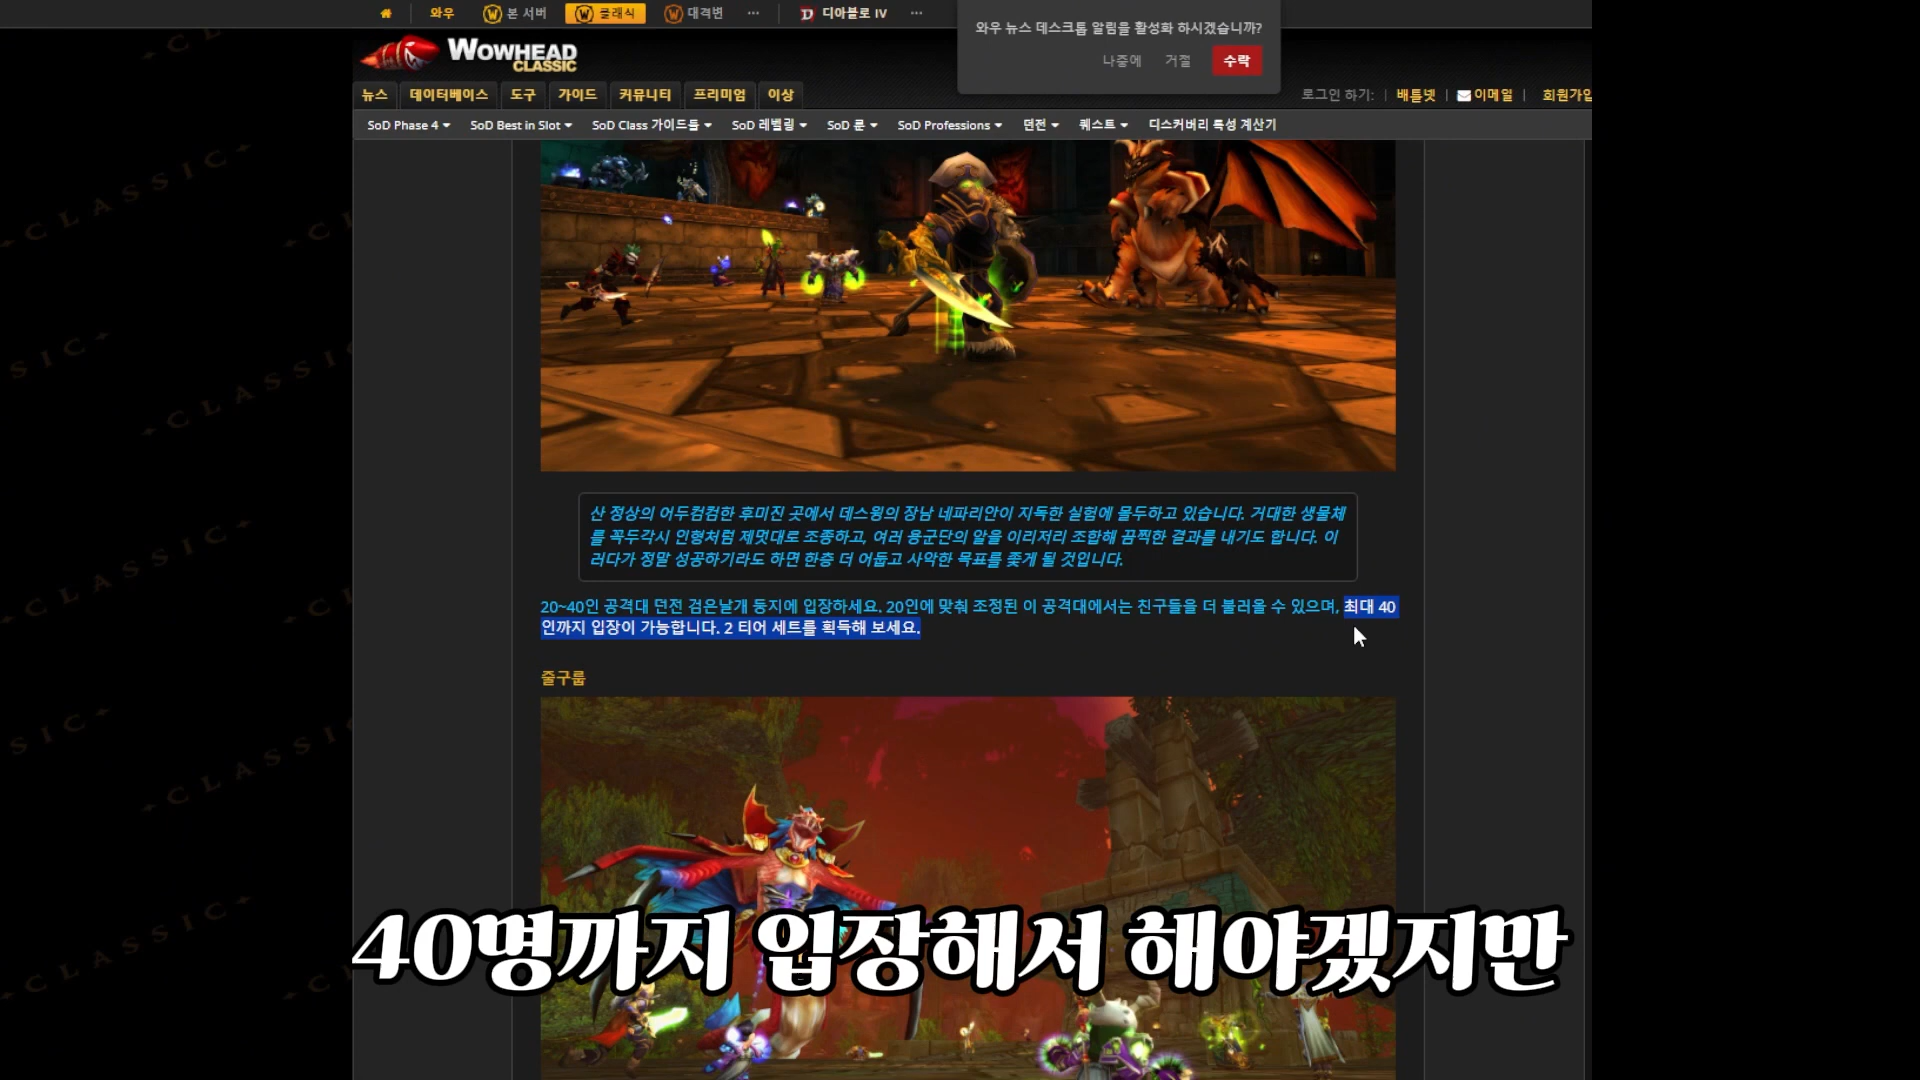 와우
본 서버
클래식
대격변
···
디아블로 IV
···
와우 뉴스 데스크톱 알림을 활성화 하시겠습니까?
나중에
거절
수락
WOWHEAD
CLASSIC
뉴스
데이터베이스
도구
가이드
커뮤니티
프리미엄
이상
로그인 하기: | 배틀넷 | 이메일 | 회원가입
SoD Phase 4
SoD Best in Slot
SoD Class 가이드들
SoD 레벨링
SoD 룬
SoD Professions
던전
퀘스트
디스커버리 특성 계산기
산 정상의 어두컴컴한 후미진 곳에서 데스윙의 장남 네파리안이 지독한 실험에 몰두하고 있습니다. 거대한 생물체
를 꼭두각시 인형처럼 제멋대로 조종하고, 여러 용군단의 알을 이리저리 조합해 끔찍한 결과를 내기도 합니다. 이
러다가 정말 성공하기라도 하면 한층 더 어둡고 사악한 목표를 좇게 될 것입니다.
20~40인 공격대 던전 검은날개 둥지에 입장하세요. 20인에 맞춰 조정된 이 공격대에서는 친구들을 더 불러올 수 있으며, 최대 40
인까지 입장이 가능합니다. 2 티어 세트를 획득해 보세요.
줄구룹
40명까지 입장해서 해야겠지만
CLASSIC
CLASSIC
CLASSIC
CLASSIC
CLASSIC